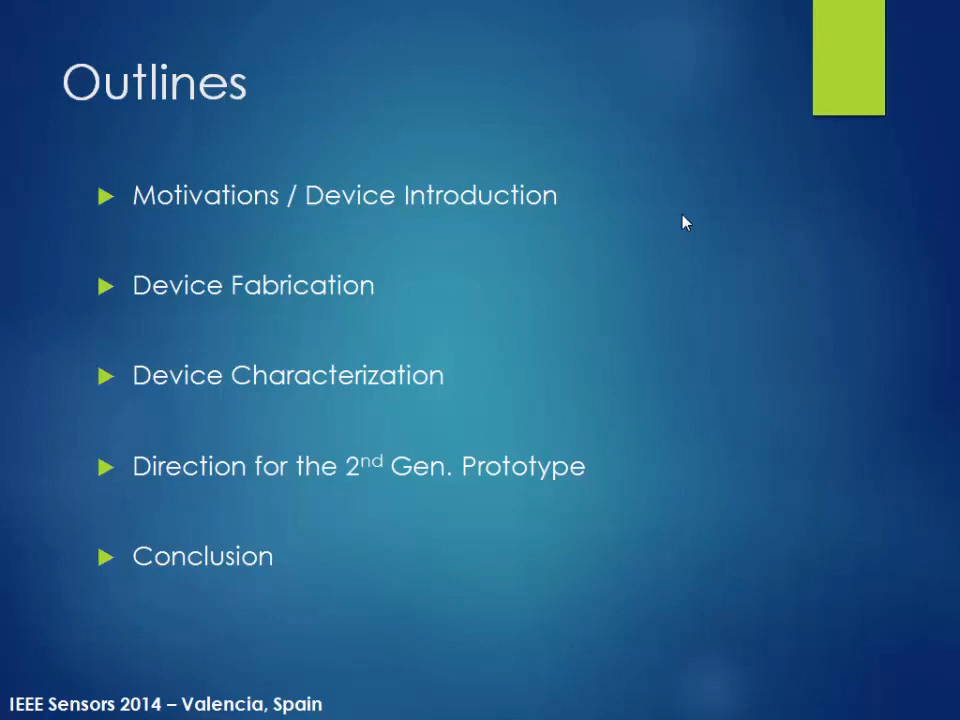 Outlines
Motivations / Device Introduction
Device Fabrication
Device Characterization
Direction for the 2nd Gen. Prototype
Conclusion
IEEE Sensors 2014 – Valencia, Spain